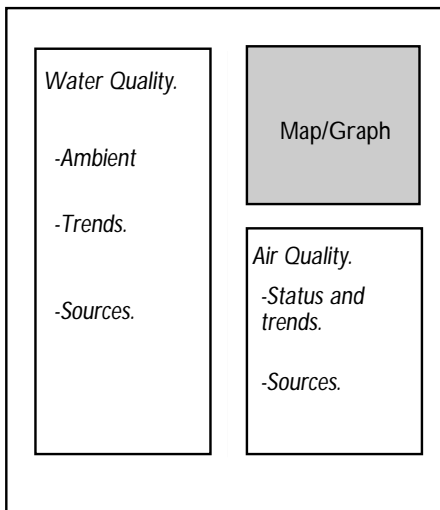 Water Quality.
-Ambient
-Trends.
-Sources.
Map/Graph
Air Quality.
-Status and
trends.
-Sources.